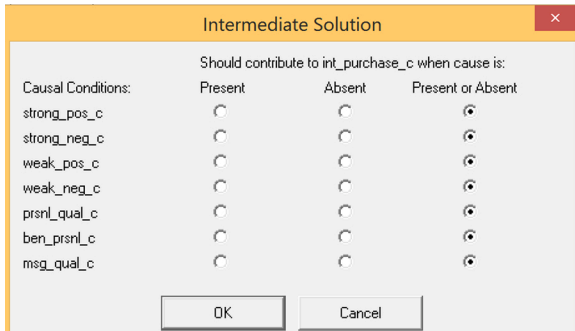 Intermediate Solution
Should contribute to int_purchase_c when cause is:
Causal Conditions: Present Absent Present or Absent
strong_pos_c
strong_neg_c
weak_pos_c
weak_neg_c
prsnl_qual_c
ben_prsnl_c
msg_qual_c
OK Cancel